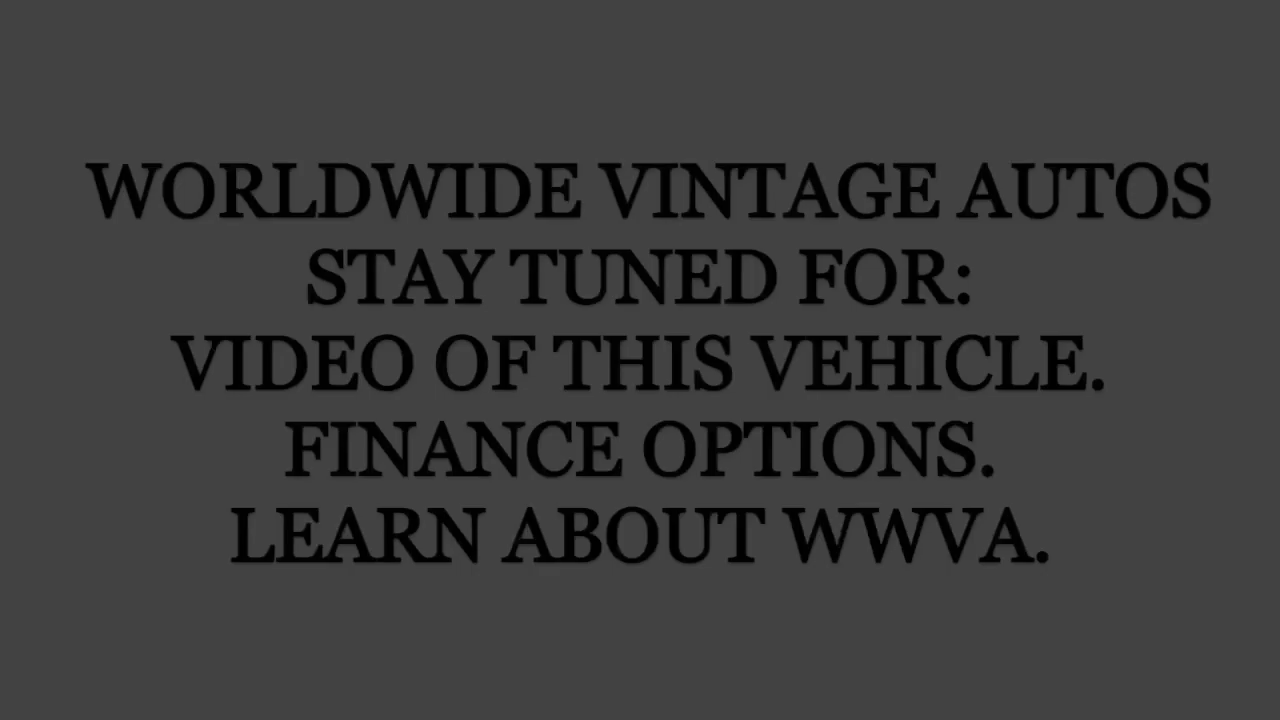 WORLDWIDE VINTAGE AUTOS
STAY TUNED FOR:
VIDEO OF THIS VEHICLE.
FINANCE OPTIONS.
LEARN ABOUT WWVA.